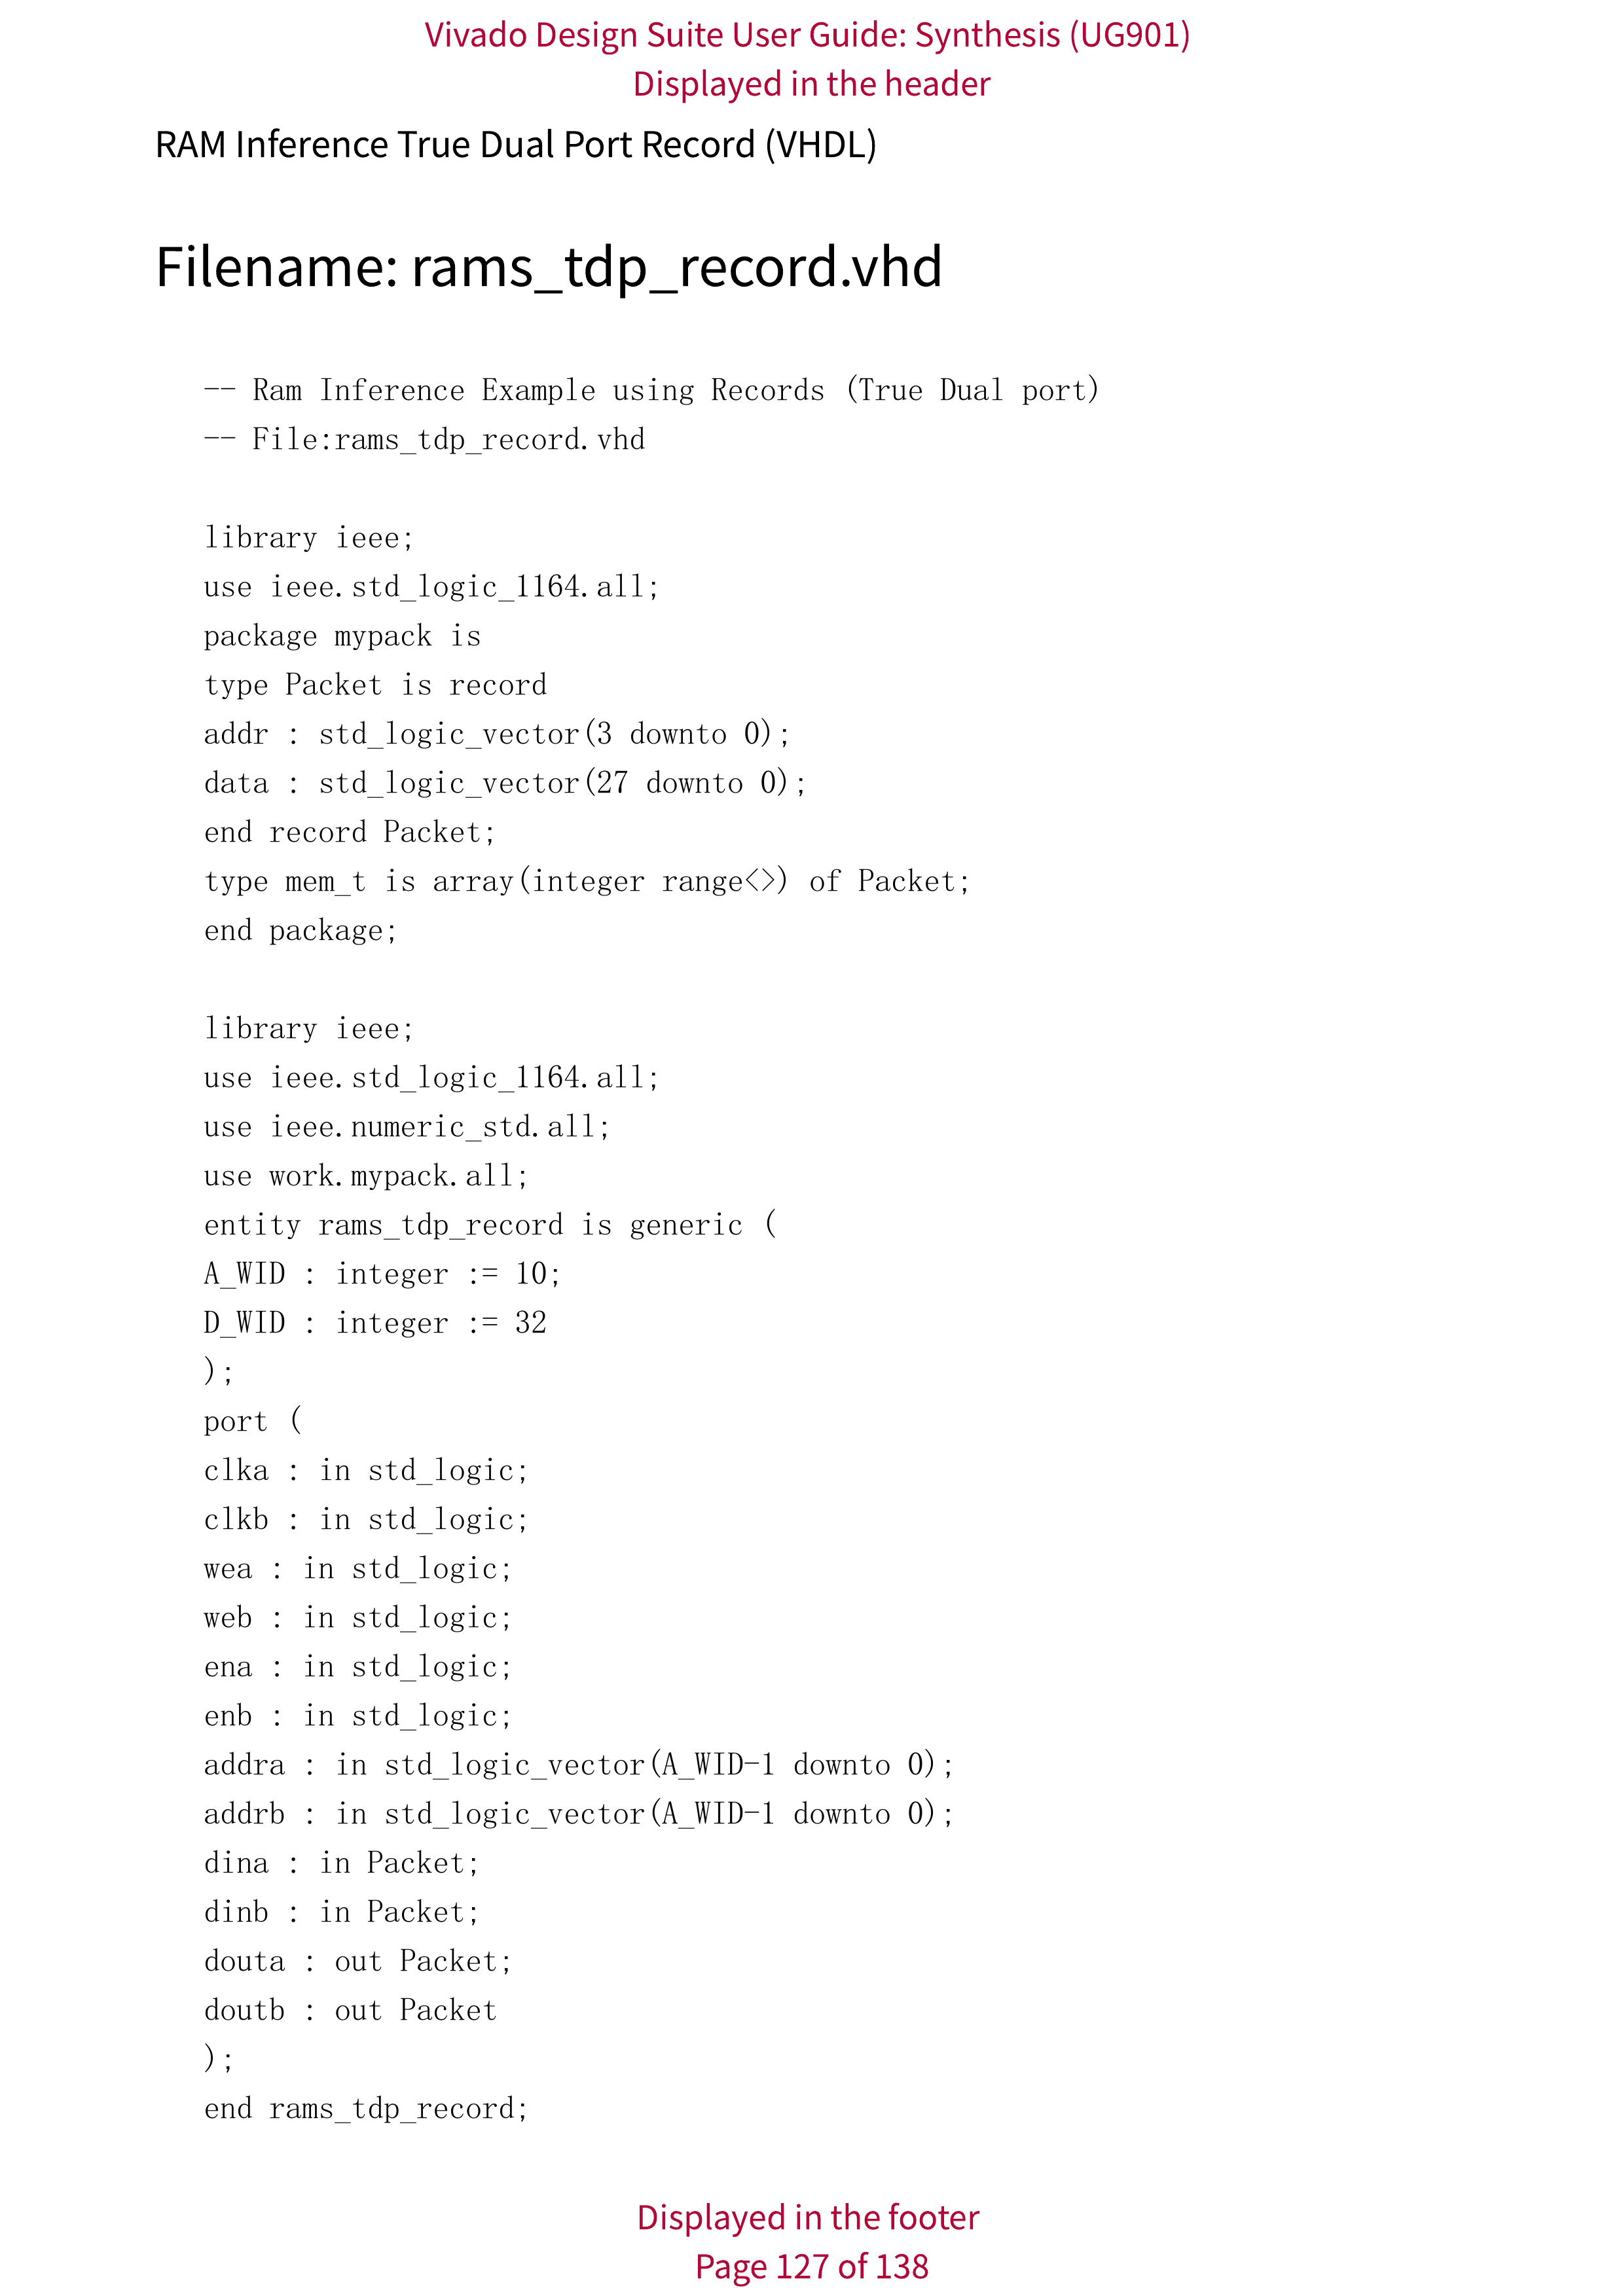 Vivado Design Suite User Guide: Synthesis (UG901)
Displayed in the header
RAM Inference True Dual Port Record (VHDL)
Filename: rams_tdp_record.vhd
-- Ram Inference Example using Records (True Dual port)
-- File:rams_tdp_record.vhd
library ieee;
use ieee.std_logic_1164.all;
package mypack is
type Packet is record
addr : std_logic_vector(3 downto 0);
data : std_logic_vector(27 downto 0);
end record Packet;
type mem_t is array(integer range<>) of Packet;
end package;
library ieee;
use ieee.std_logic_1164.all;
use ieee.numeric_std.all;
use work.mypack.all;
entity rams_tdp_record is generic (
A_WID : integer := 10;
D_WID : integer := 32
);
port (
clka : in std_logic;
clkb : in std_logic;
wea : in std_logic;
web : in std_logic;
ena : in std_logic;
enb : in std_logic;
addra : in std_logic_vector(A_WID-1 downto 0);
addrb : in std_logic_vector(A_WID-1 downto 0);
dina : in Packet;
dinb : in Packet;
douta : out Packet;
doutb : out Packet
);
end rams_tdp_record;
Displayed in the footer
Page 127 of 138